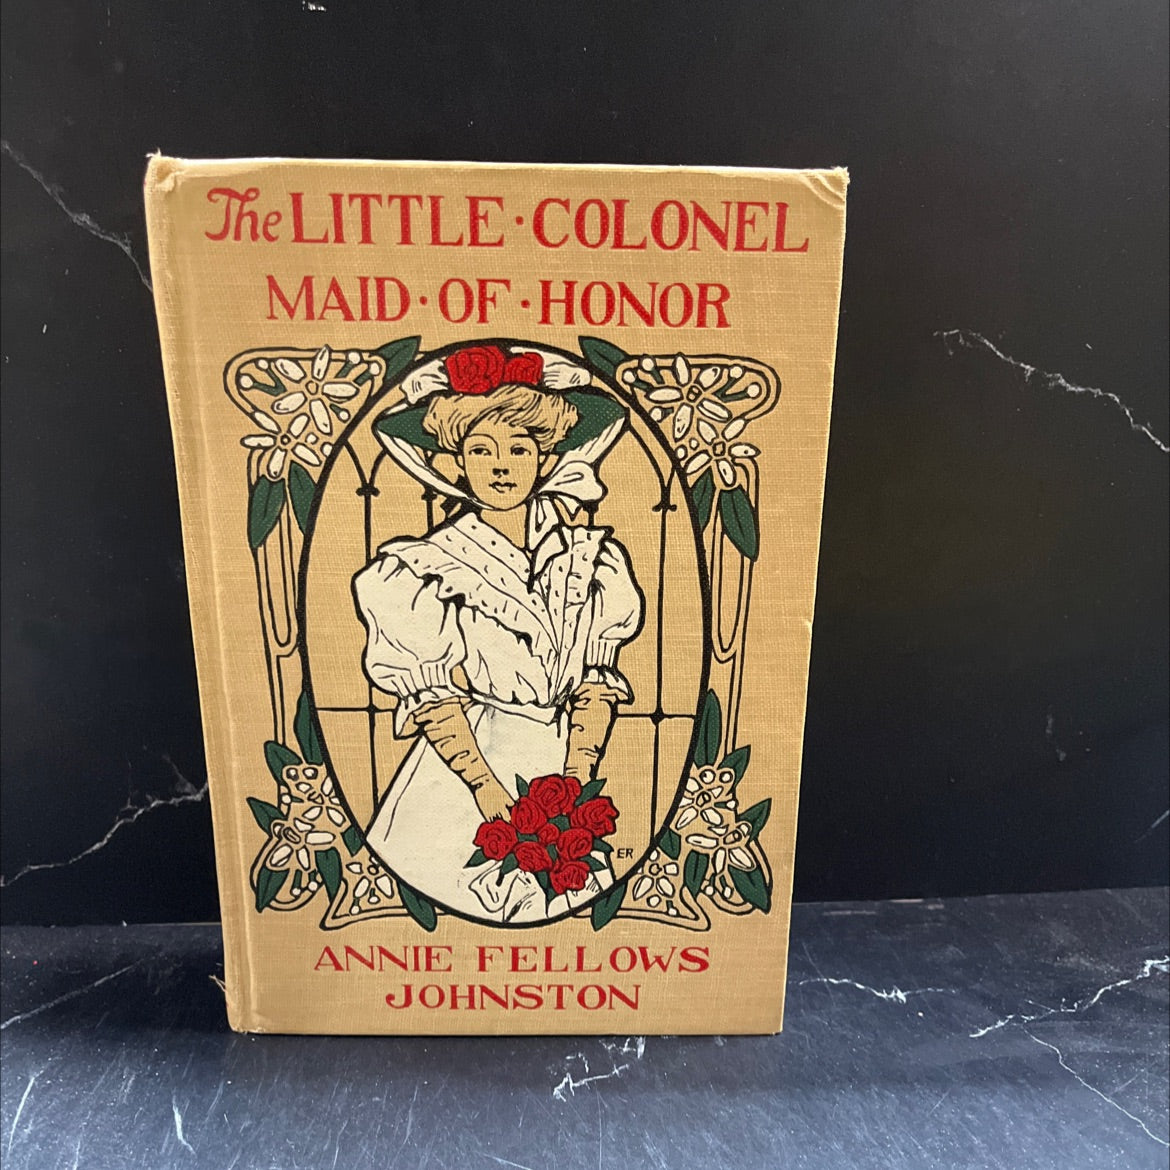 The LITTLE·COLONEL
MAID·OF·HONOR
ER
ANNIE FELLOWS
JOHNSTON